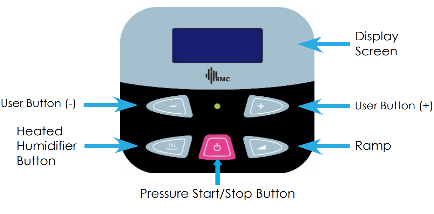 Display
Screen
RMC
User Button (-)
User Button (+)
Heated
Humidifier
Button
Ramp
Pressure Start/Stop Button